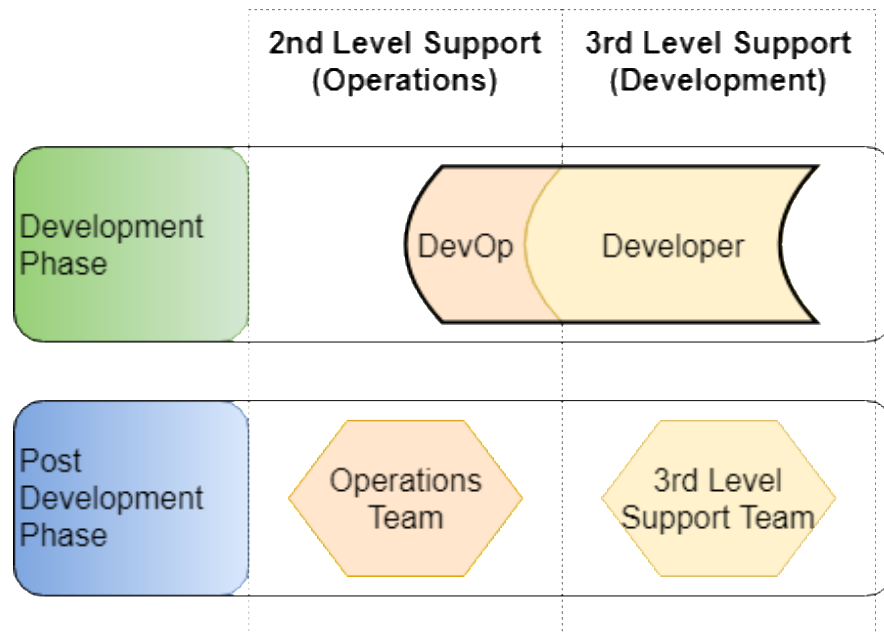 2nd Level Support
(Operations)
3rd Level Support
(Development)
Development
Phase
DevOp
Developer
Post
Development
Phase
Operations
Team
3rd Level
Support Team